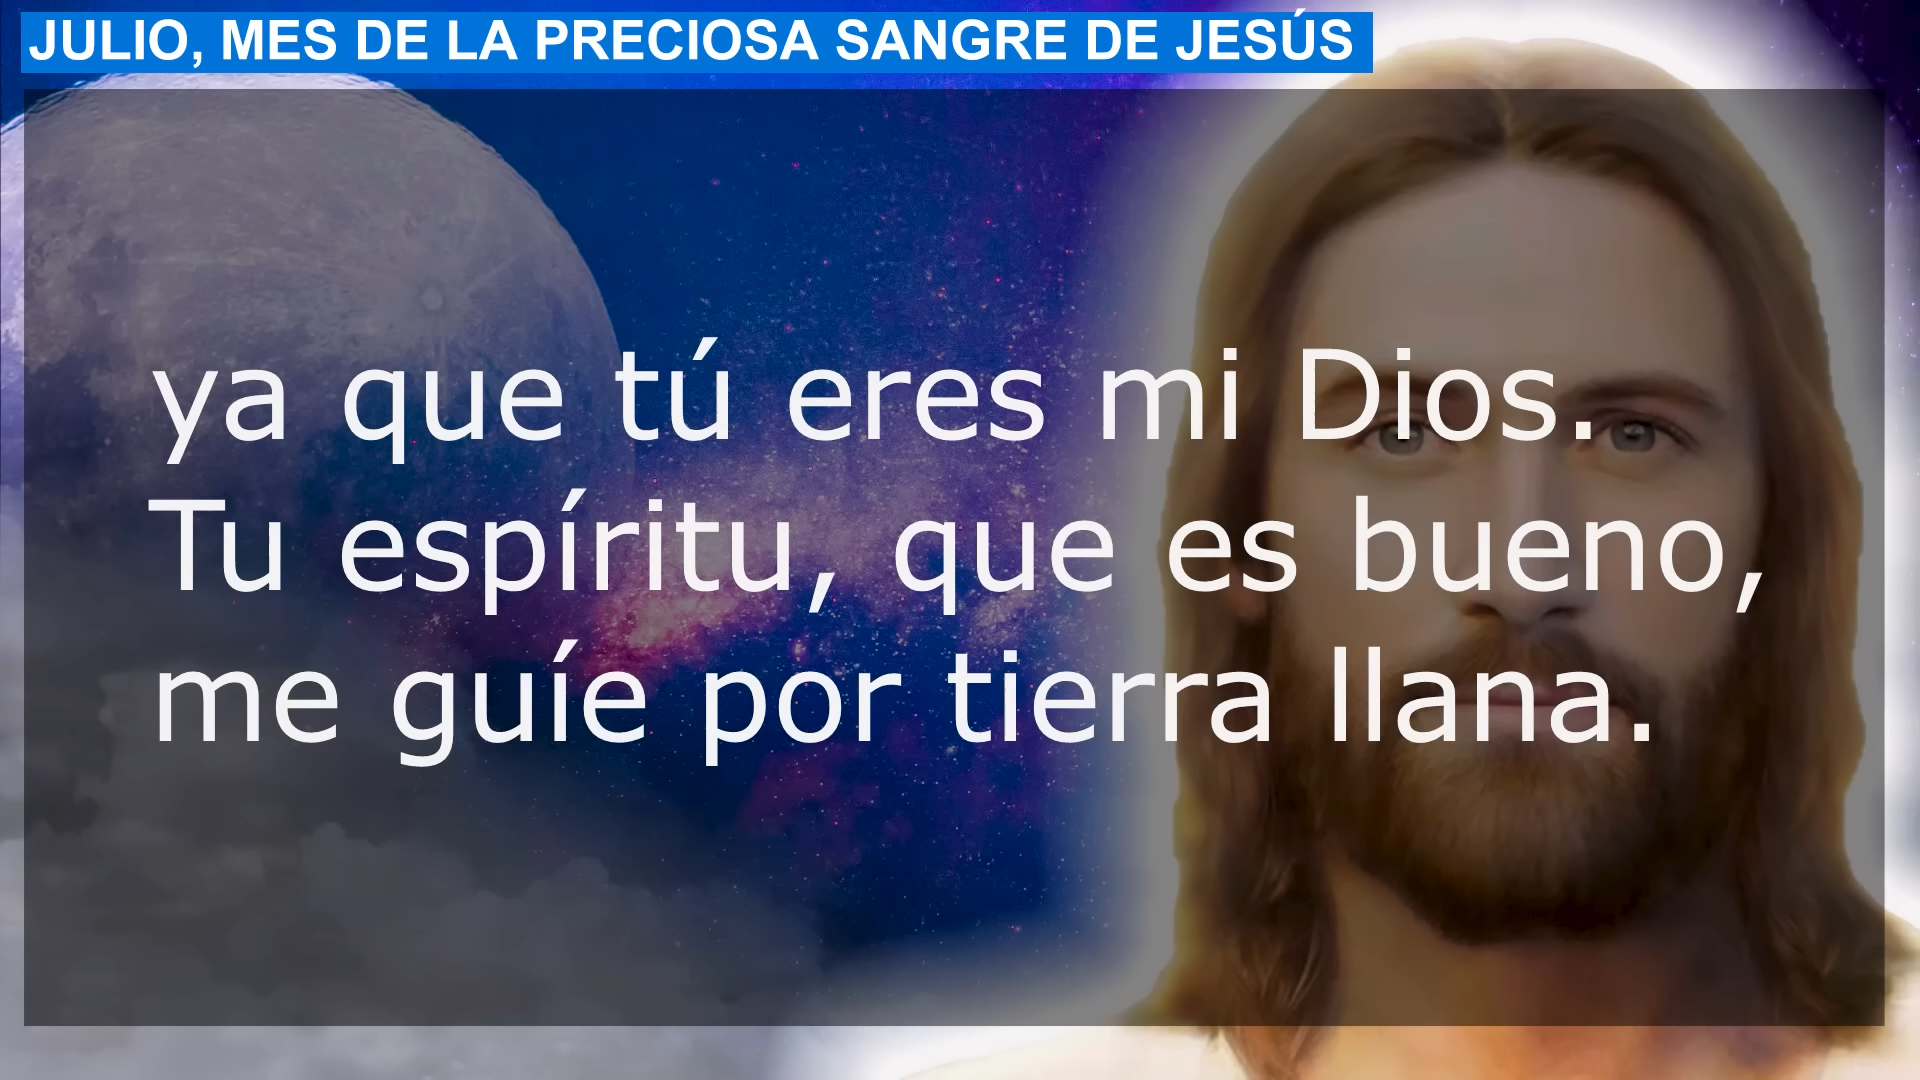 JULIO, MES DE LA PRECIOSA SANGRE DE JESÚS
ya que tú eres mi Dios.
Tu espíritu, que es bueno,
me guíe por tierra llana.